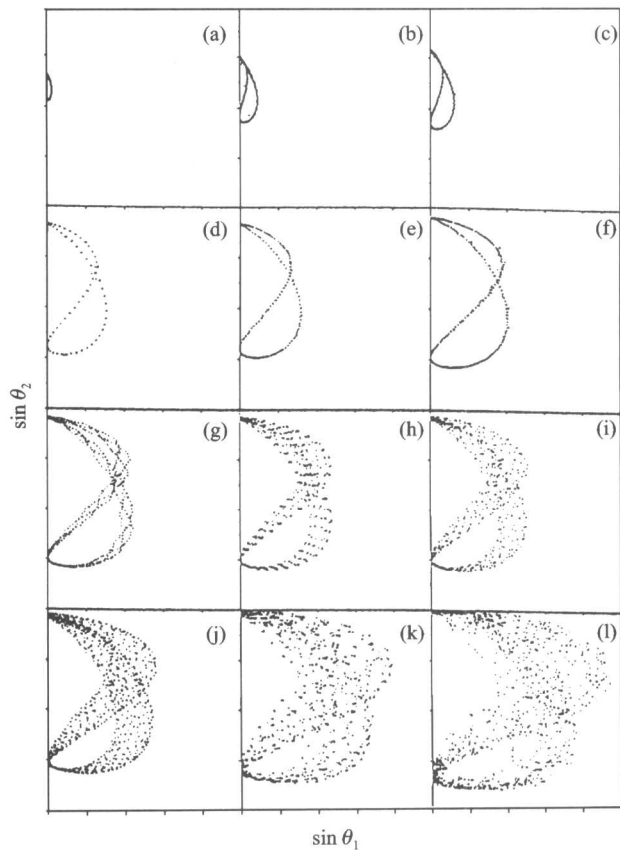 (a) (b) (c)
(d) (e) (f)
sin θ₂
(g) (h) (i)
(j) (k) (l)
sin θ₁